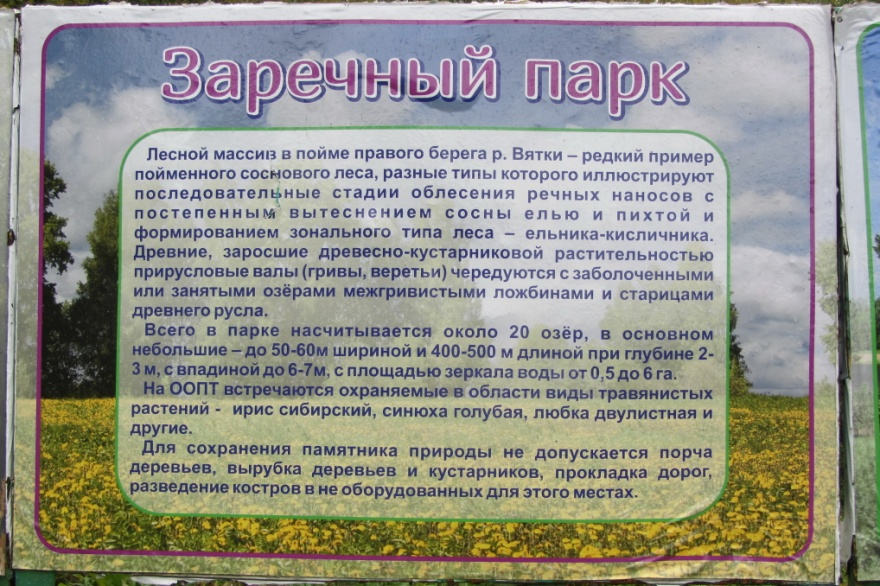 Заречный парк
Лесной массив в пойме правого берега р. Вятки – редкий пример
пойменного соснового леса, разные типы которого иллюстрируют
последовательные стадии облесения речных наносов с
постепенным вытеснением сосны елью и пихтой и
формированием зонального типа леса – ельника-кисличника.
Древние, заросшие древесно-кустарниковой растительностью
прирусловые валы (гривы, веретьи) чередуются с заболоченными
или занятыми озёрами межгривистыми ложбинами и старицами
древнего русла.
Всего в парке насчитывается около 20 озёр, в основном
небольшие – до 50-60м шириной и 400-500 м длиной при глубине 2-
3 м, с впадиной до 6-7м, с площадью зеркала воды от 0,5 до 6 га.
На ООПТ встречаются охраняемые в области виды травянистых
растений - ирис сибирский, синюха голубая, любка двулистная и
другие.
Для сохранения памятника природы не допускается порча
деревьев, вырубка деревьев и кустарников, прокладка дорог,
разведение костров в не оборудованных для этого местах.